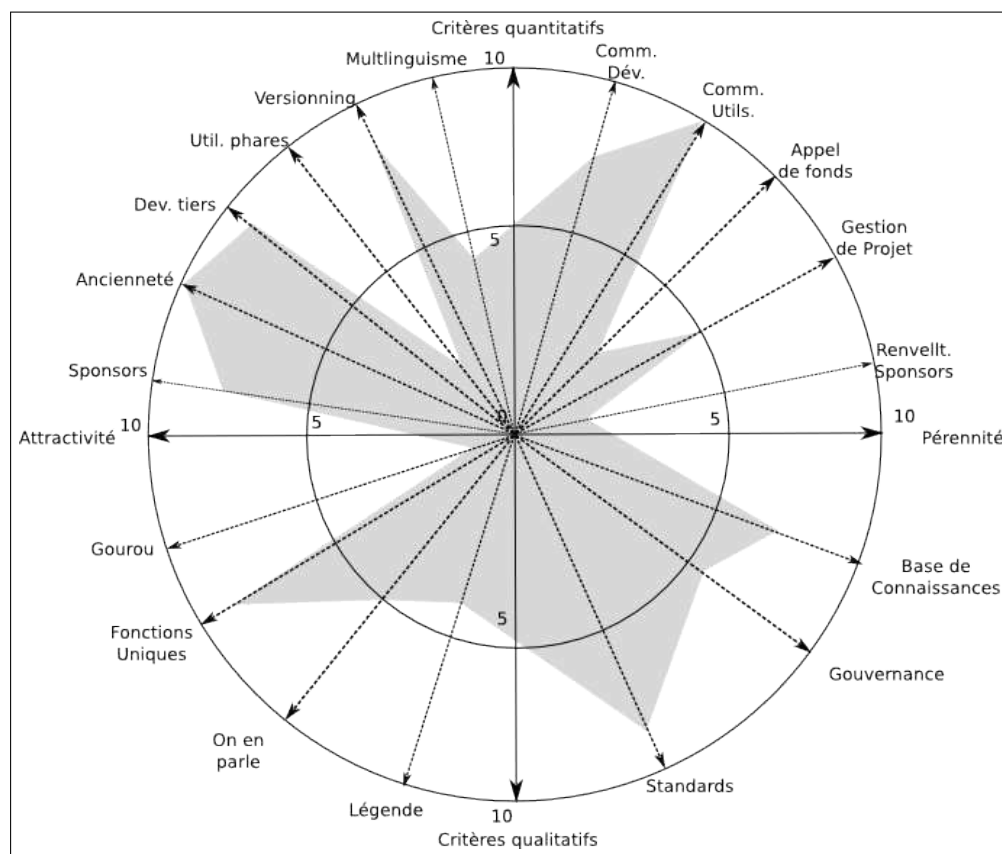 Critères quantitatifs
10
Multlinguisme
Comm.
Dév.
Versionning
Comm.
Utils.
Util. phares
Appel
de fonds
Dev. tiers
Gestion
de Projet
5
Ancienneté
Sponsors
Renvellt.
Sponsors
Attractivité
10
5
0
5
10
Pérennité
Gourou
Base de
Connaissances
Fonctions
Uniques
5
Gouvernance
On en
parle
Légende
Standards
10
Critères qualitatifs